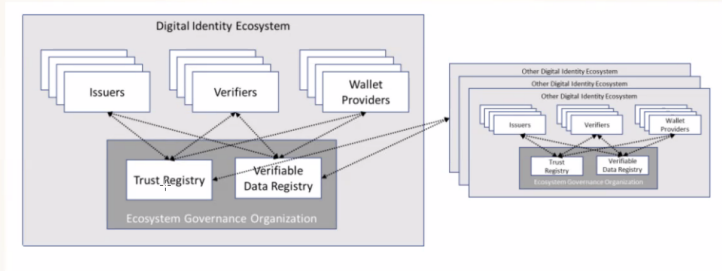 Digital Identity Ecosystem
Issuers
Verifiers
Wallet
Providers
Trust Registry
Verifiable
Data Registry
Ecosystem Governance Organization
Other Digital Identity Ecosystem
Other Digital Identity Ecosystem
Other Digital Identity Ecosystem
Issuers
Verifiers
Wallet
Providers
Trust
Registry
Verifiable
Data Registry
Ecosystem Governance Organization